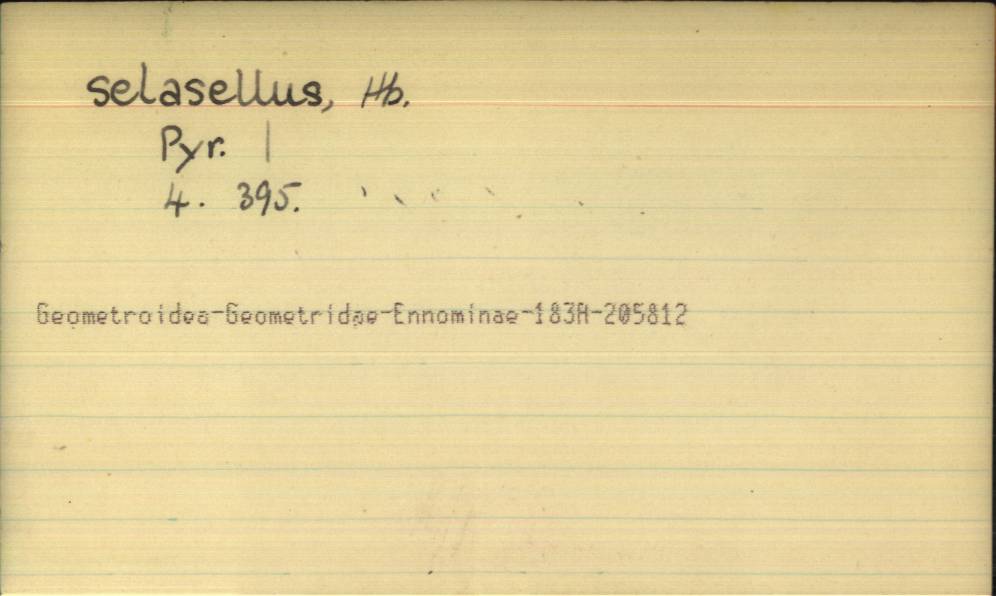 selasellus, Hb.
Pyr. |
4. 395.
Geometroidea-Geometridae-Ennominae-183A-205812